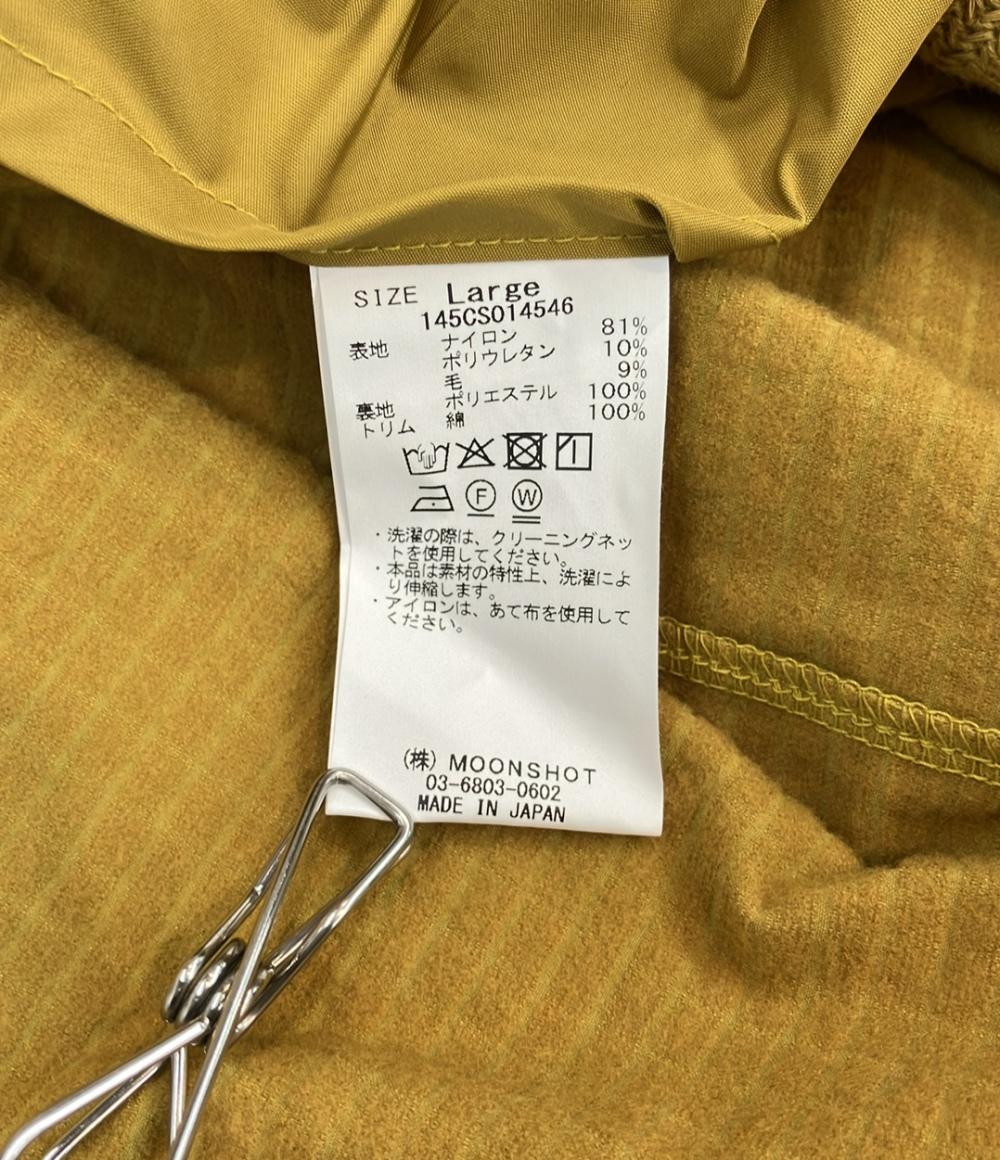 SIZE Large
145CS014546
表地 ナイロン 81%
ポリウレタン 10%
毛 9%
裏地 ポリエステル 100%
トリム 綿 100%
F W
・洗濯の際は、クリーニングネッ
トを使用してください。
・本品は素材の特性上、洗濯によ
り伸縮します。
・アイロンは、あて布を使用して
ください。
(株) MOONSHOT
03-6803-0602
MADE IN JAPAN